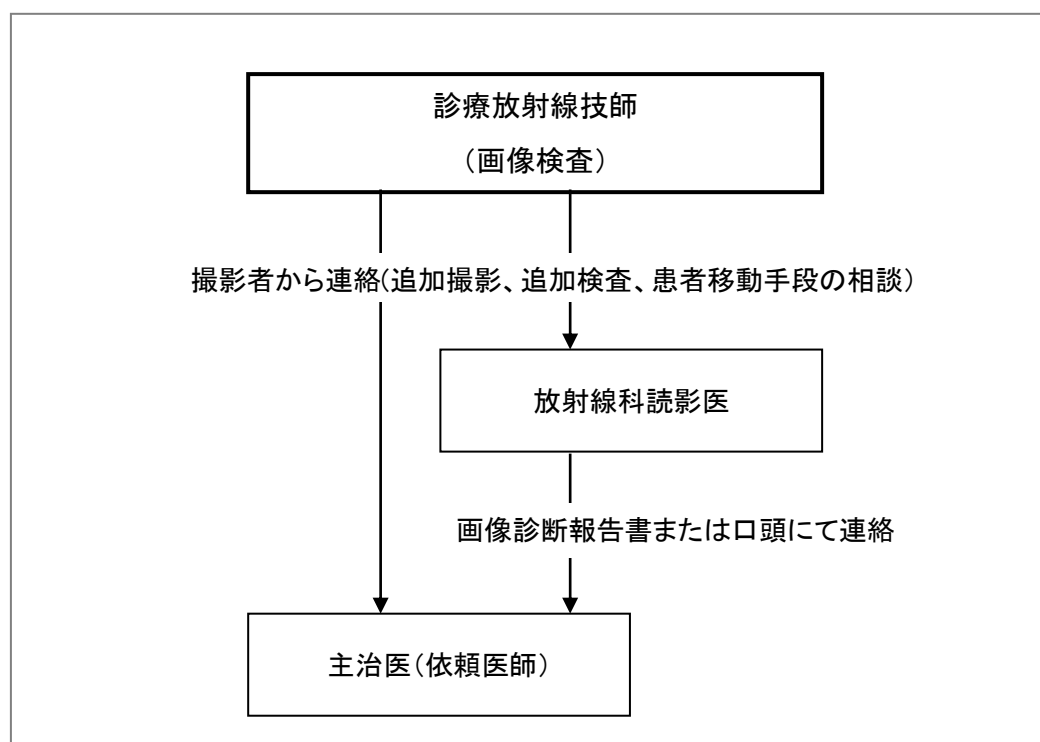 診療放射線技師
（画像検査）
撮影者から連絡(追加撮影、追加検査、患者移動手段の相談）
放射線科読影医
画像診断報告書または口頭にて連絡
主治医（依頼医師）